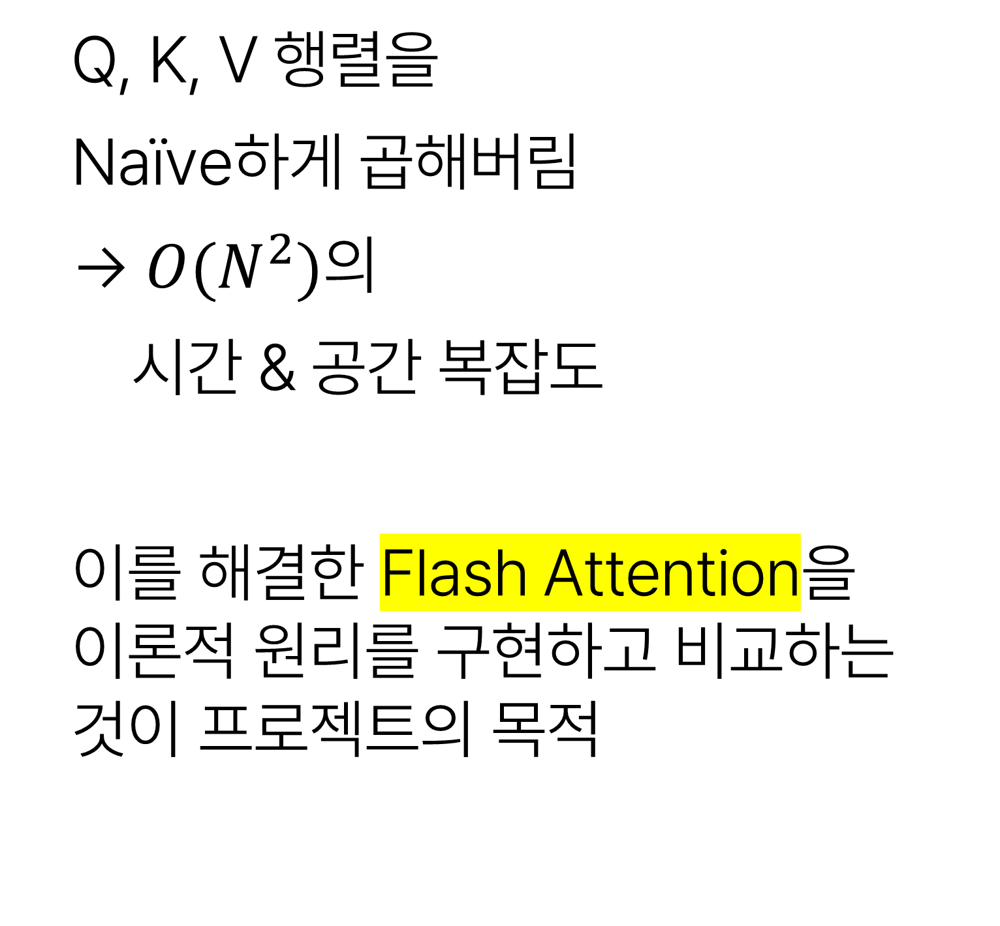 Q, K, V 행렬을
Naïve하게 곱해버림
→ O(N²)의
시간 & 공간 복잡도
이를 해결한 Flash Attention을
이론적 원리를 구현하고 비교하는
것이 프로젝트의 목적